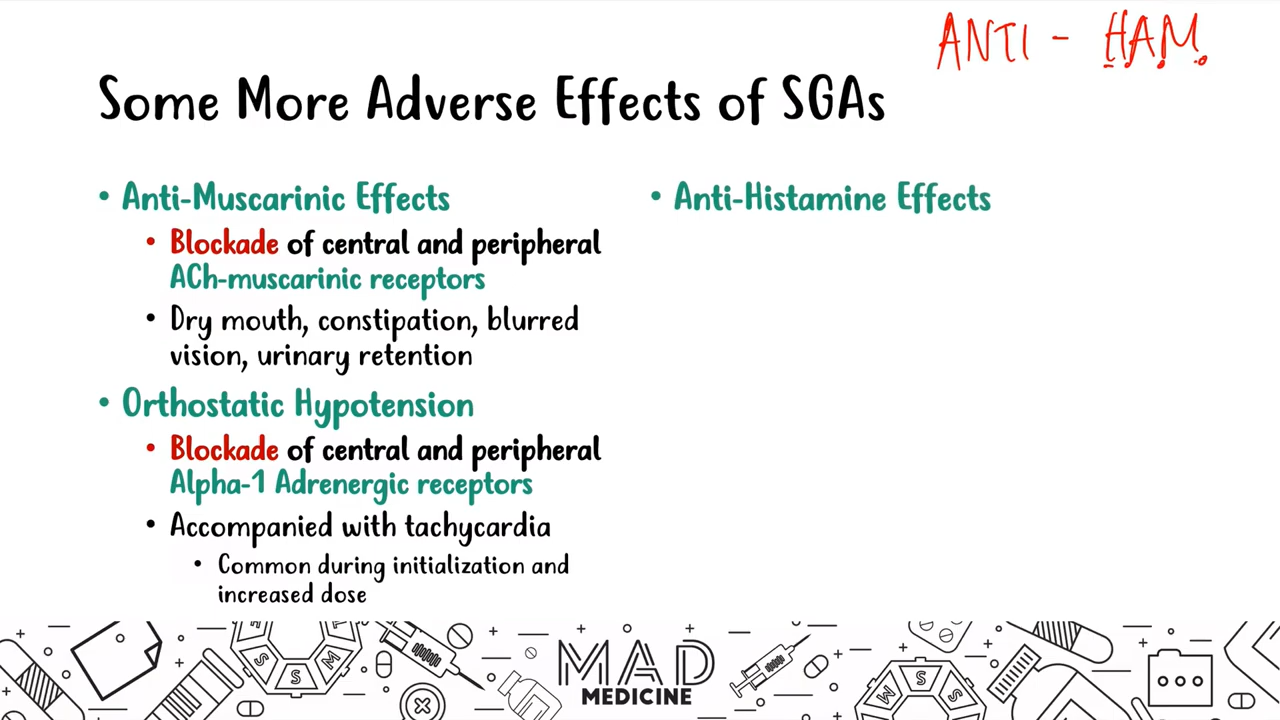 ANTI - HAM
Some More Adverse Effects of SGAs
• Anti-Muscarinic Effects
• Blockade of central and peripheral
ACh-muscarinic receptors
• Dry mouth, constipation, blurred
vision, urinary retention
• Orthostatic Hypotension
• Blockade of central and peripheral
Alpha-1 Adrenergic receptors
• Accompanied with tachycardia
• Common during initialization and
increased dose
• Anti-Histamine Effects
S
S
M
MAD
MEDICINE
M
S
S